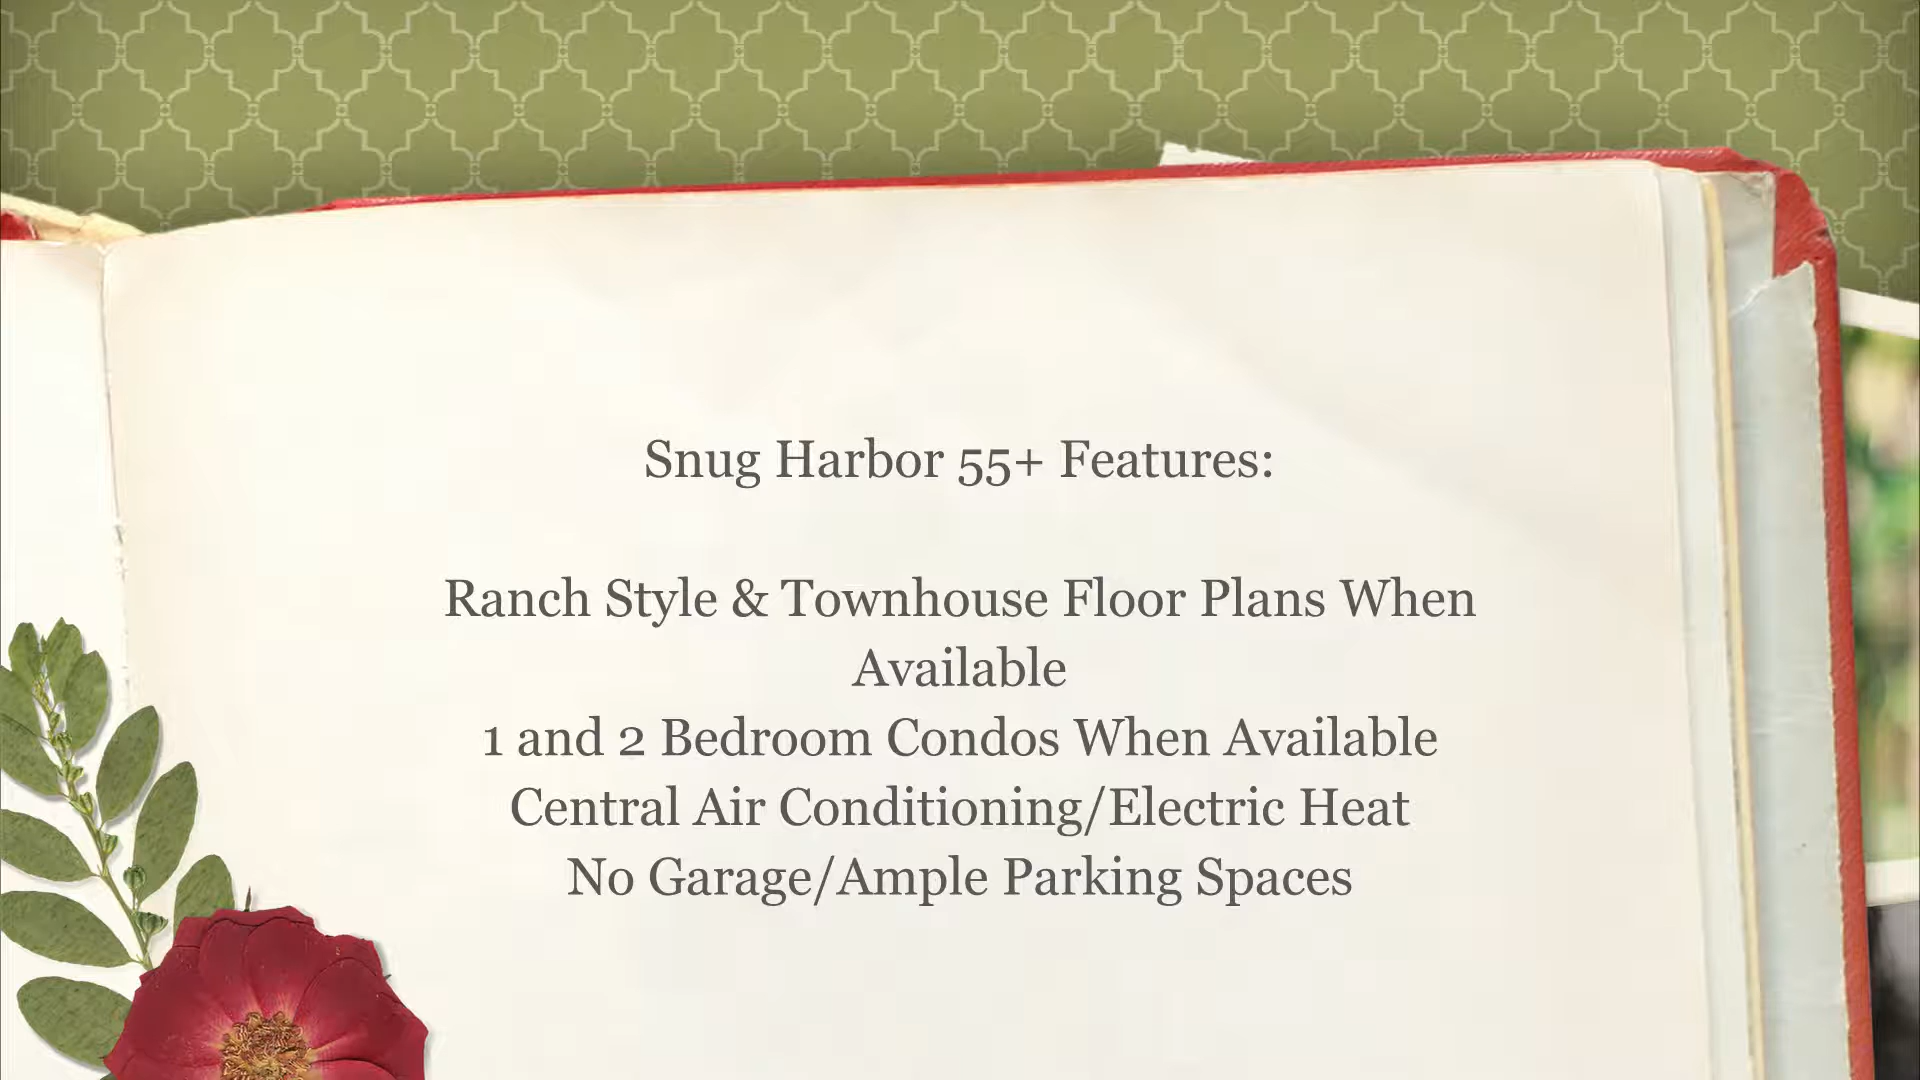 Snug Harbor 55+ Features:
Ranch Style & Townhouse Floor Plans When
Available
1 and 2 Bedroom Condos When Available
Central Air Conditioning/Electric Heat
No Garage/Ample Parking Spaces